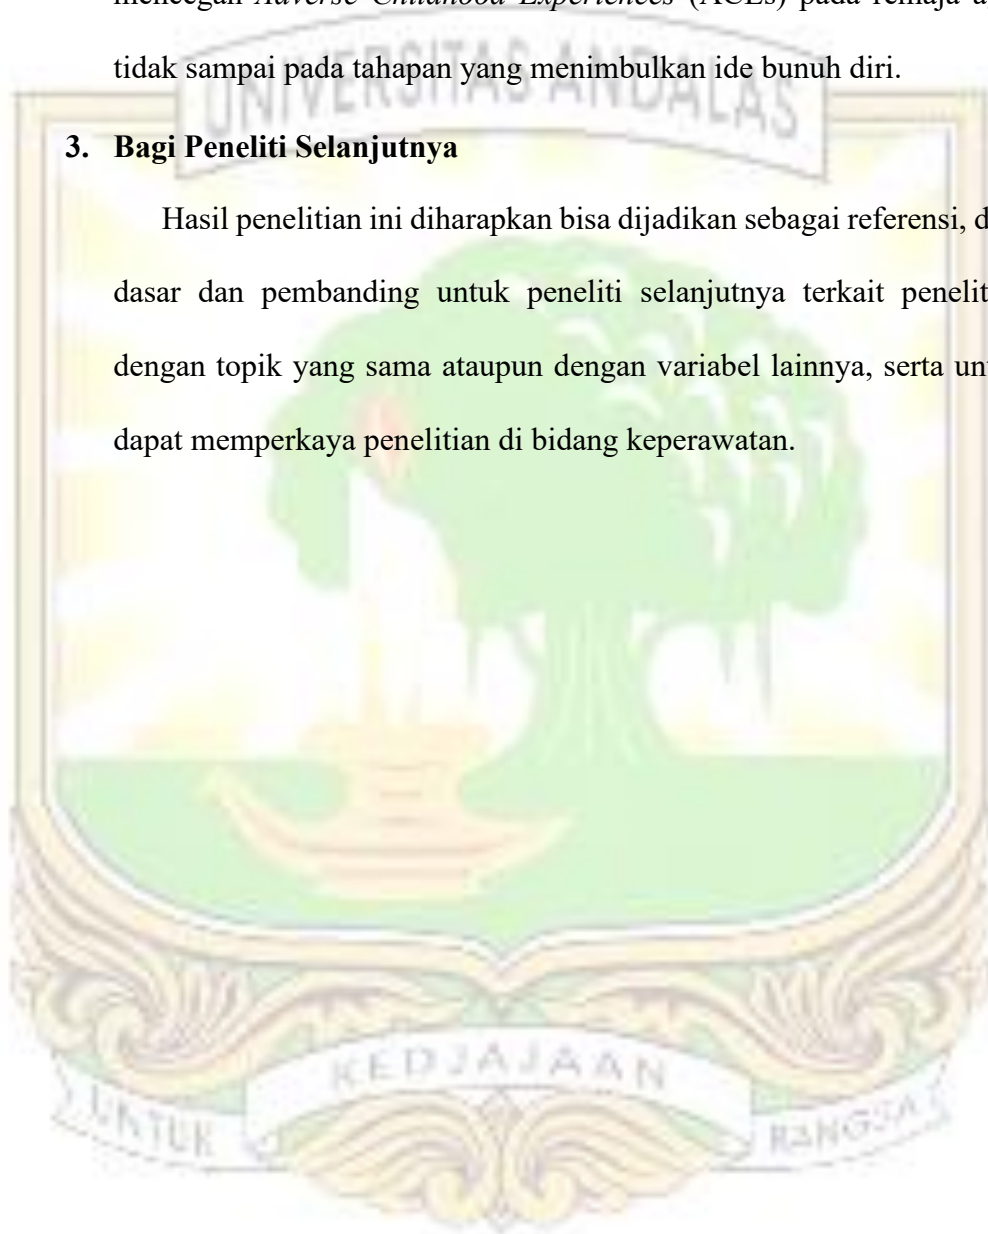 Adverse Childhood Experiences (ACEs) pada remaja
tidak sampai pada tahapan yang menimbulkan ide bunuh diri.
UNIVERSITAS ANDALAS
3. Bagi Peneliti Selanjutnya
Hasil penelitian ini diharapkan bisa dijadikan sebagai referensi, d
dasar dan pembanding untuk peneliti selanjutnya terkait penelit
dengan topik yang sama ataupun dengan variabel lainnya, serta un
dapat memperkaya penelitian di bidang keperawatan.
KEDJAJAAN
UNTUK BANGSA